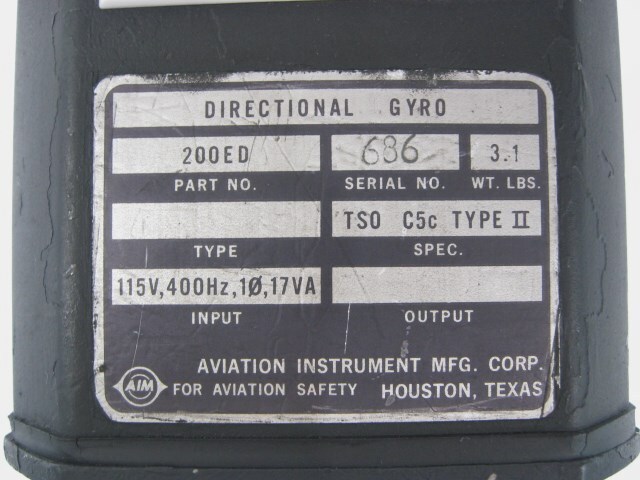 DIRECTIONAL GYRO
200ED 686 3.1
PART NO. SERIAL NO. WT. LBS.
TSO C5c TYPE II
TYPE SPEC.
115V,400Hz,1Ø,17VA
INPUT OUTPUT
AVIATION INSTRUMENT MFG. CORP.
AIM FOR AVIATION SAFETY HOUSTON, TEXAS